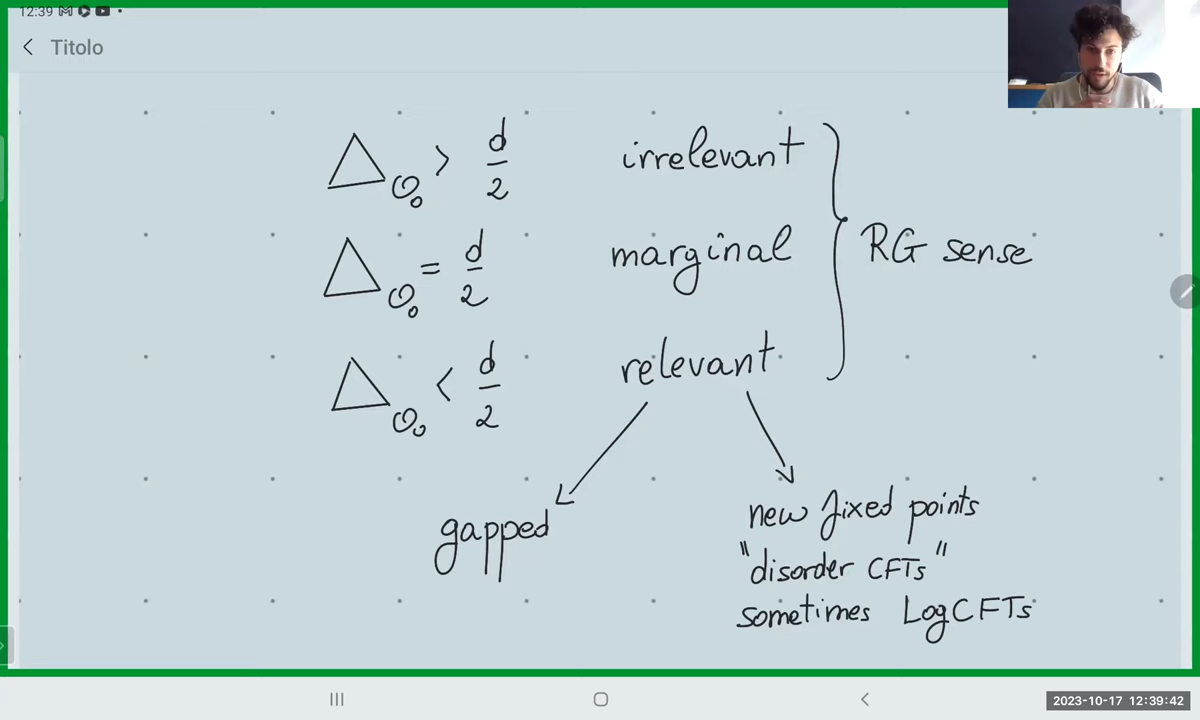 12:39
Titolo
Δ_{O_0} > d/2 irrelevant
Δ_{O_0} = d/2 marginal
RG sense
Δ_{O_0} < d/2 relevant
gapped
new fixed points
"disorder CFTs"
sometimes LogCFTs
2023-10-17 12:39:42